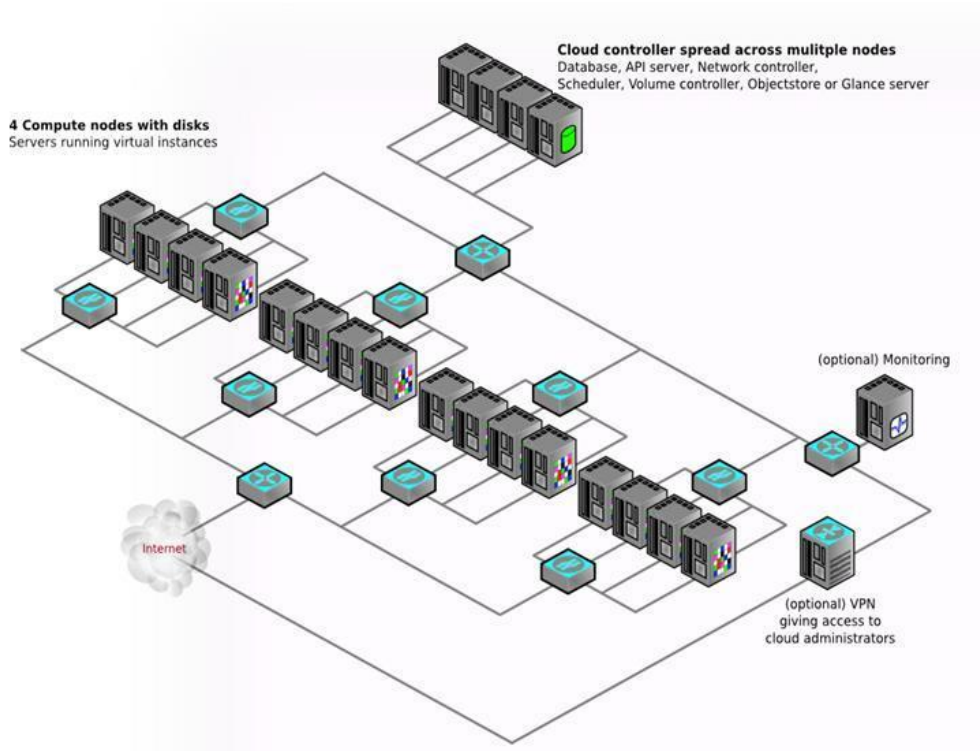 Cloud controller spread across mulitple nodes
Database, API server, Network controller,
Scheduler, Volume controller, Objectstore or Glance server
4 Compute nodes with disks
Servers running virtual instances
(optional) Monitoring
Internet
(optional) VPN
giving access to
cloud administrators